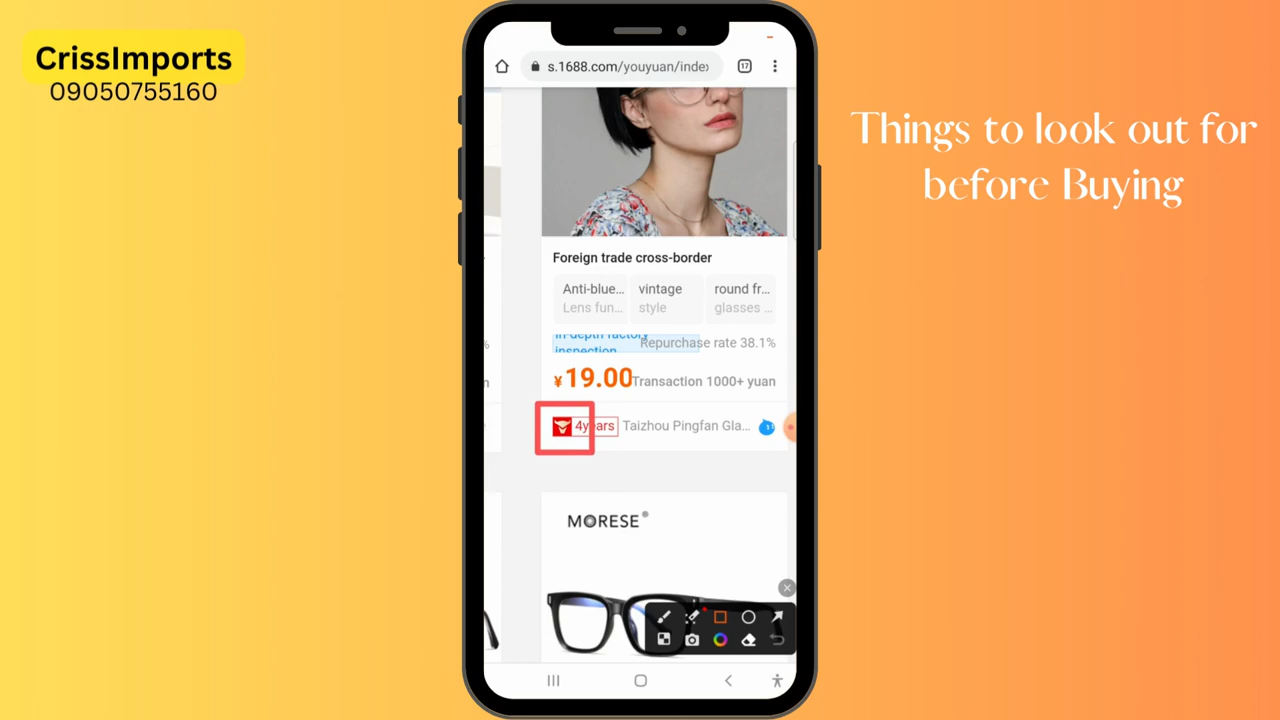 CrissImports
09050755160
Things to look out for
before Buying
s.1688.com/youyuan/index
17
Foreign trade cross-border
Anti-blue... vintage round fr...
Lens fun... style glasses ...
In-depth factory
inspection Repurchase rate 38.1%
%
¥19.00 Transaction 1000+ yuan
n
4years Taizhou Pingfan Gla...
MORESE